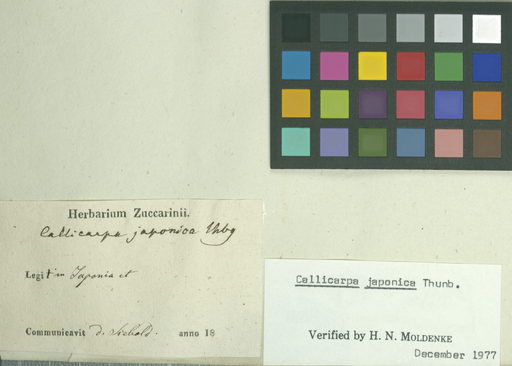 Herbarium Zuccarinii.
Callicarpa japonica Thbg
Legit in Japonia et
Communicavit d. Siebold. anno 18
Callicarpa japonica Thunb.
Verified by H. N. MOLDENKE
December 1977